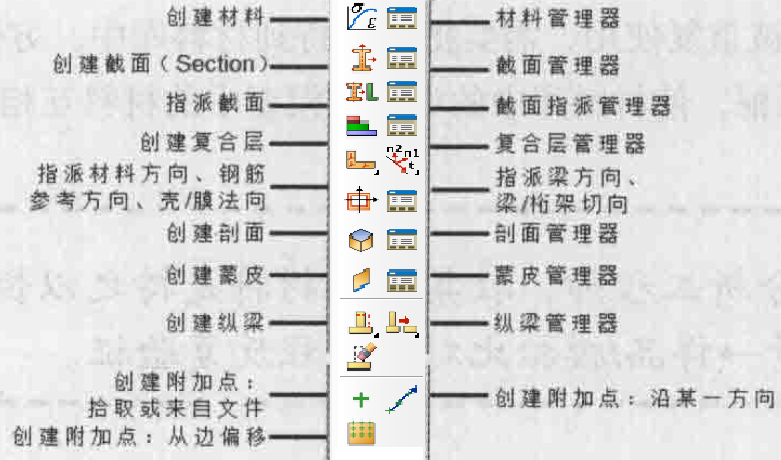 创建材料
材料管理器
创建截面（Section）
截面管理器
指派截面
截面指派管理器
创建复合层
复合层管理器
指派材料方向、钢筋
参考方向、壳/膜法向
指派梁方向、
梁/桁架切向
创建剖面
剖面管理器
创建蒙皮
蒙皮管理器
创建纵梁
纵梁管理器
创建附加点：
拾取或来自文件
创建附加点：沿某一方向
创建附加点：从边偏移
σ
ε
n2 n1
t